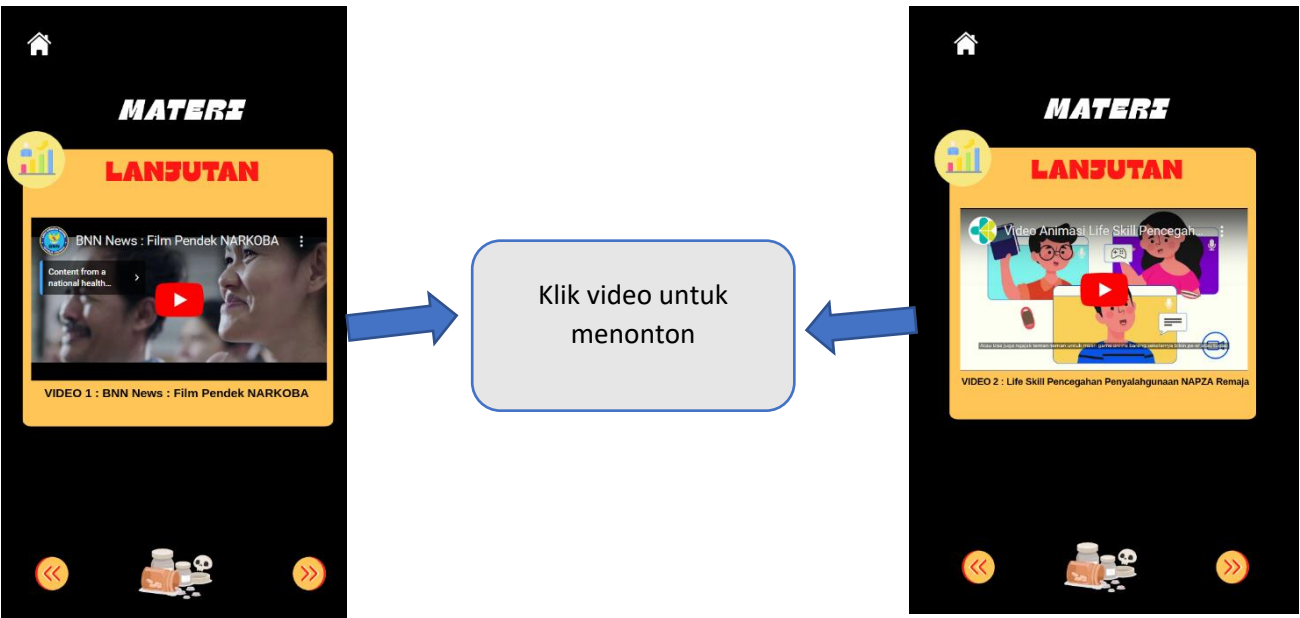 MATERI
LANJUTAN
BNN
BNN News : Film Pendek NARKOBA
Content from a
national health...
VIDEO 1 : BNN News : Film Pendek NARKOBA
Klik video untuk
menonton
MATERI
LANJUTAN
Video Animasi Life Skill Pencegah...
VIDEO 2 : Life Skill Pencegahan Penyalahgunaan NAPZA Remaja